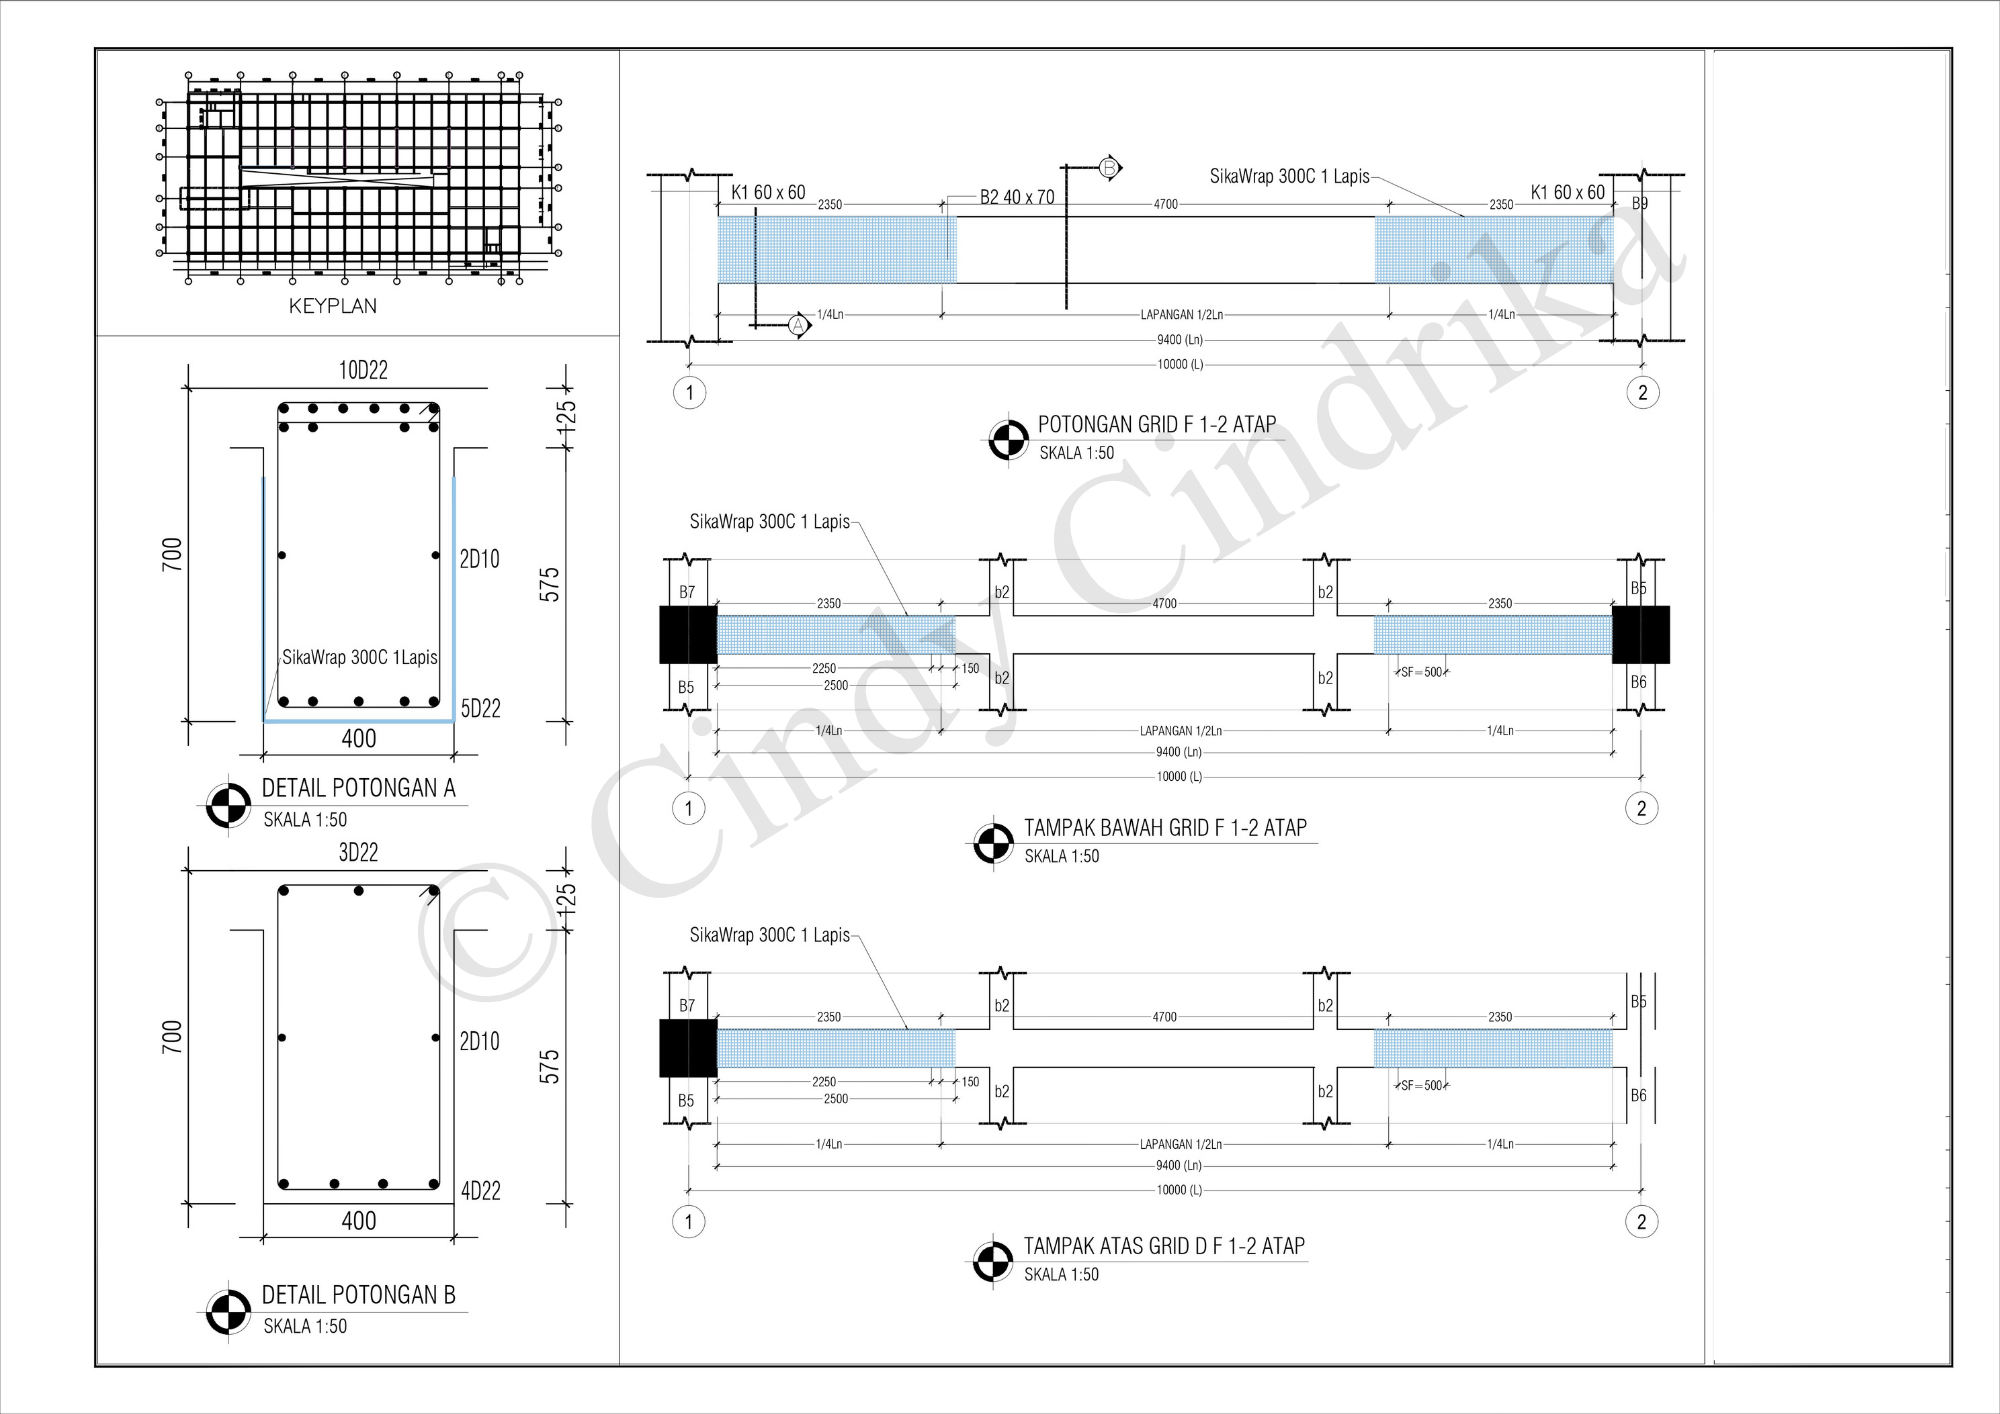 KEYPLAN
10D22
125
700
2D10
575
SikaWrap 300C 1Lapis
5D22
400
DETAIL POTONGAN A
SKALA 1:50
3D22
125
700
2D10
575
4D22
400
DETAIL POTONGAN B
SKALA 1:50
B
SikaWrap 300C 1 Lapis
K1 60 x 60
B2 40 x 70
K1 60 x 60
2350
4700
2350
B9
A
1/4Ln
LAPANGAN 1/2Ln
1/4Ln
9400 (Ln)
10000 (L)
1
2
POTONGAN GRID F 1-2 ATAP
SKALA 1:50
SikaWrap 300C 1 Lapis
B7
b2
b2
B5
2350
4700
2350
2250
150
SF=500
2500
B5
b2
b2
B6
1/4Ln
LAPANGAN 1/2Ln
1/4Ln
9400 (Ln)
10000 (L)
1
2
TAMPAK BAWAH GRID F 1-2 ATAP
SKALA 1:50
SikaWrap 300C 1 Lapis
B7
b2
b2
B5
2350
4700
2350
2250
150
SF=500
2500
B5
b2
b2
B6
1/4Ln
LAPANGAN 1/2Ln
1/4Ln
9400 (Ln)
10000 (L)
1
2
TAMPAK ATAS GRID D F 1-2 ATAP
SKALA 1:50
© Cindy Cindrika